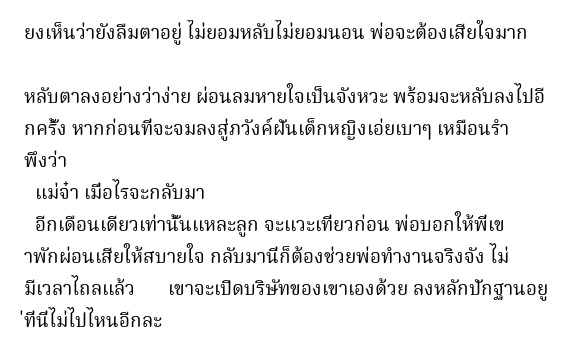 ยงเห็นว่ายังลืมตาอยู่ ไม่ยอมหลับไม่ยอมนอน พ่อจะต้องเสียใจมาก
หลับตาลงอย่างว่าง่าย ผ่อนลมหายใจเป็นจังหวะ พร้อมจะหลับลงไปอี
กครั้ง หากก่อนที่จะจมลงสู่ภวังค์ฝันเด็กหญิงเอ่ยเบาๆ เหมือนรำ
พึงว่า
แม่จ๋า เมื่อไรจะกลับมา
อีกเดือนเดียวเท่านั้นแหละลูก จะแวะเที่ยวก่อน พ่อบอกให้พี่เข
าพักผ่อนเสียให้สบายใจ กลับมานี่ก็ต้องช่วยพ่อทำงานจริงจัง ไม่
มีเวลาไถลแล้ว เขาจะเปิดบริษัทของเขาเองด้วย ลงหลักปักฐานอยู
่ที่นี่ไม่ไปไหนอีกละ